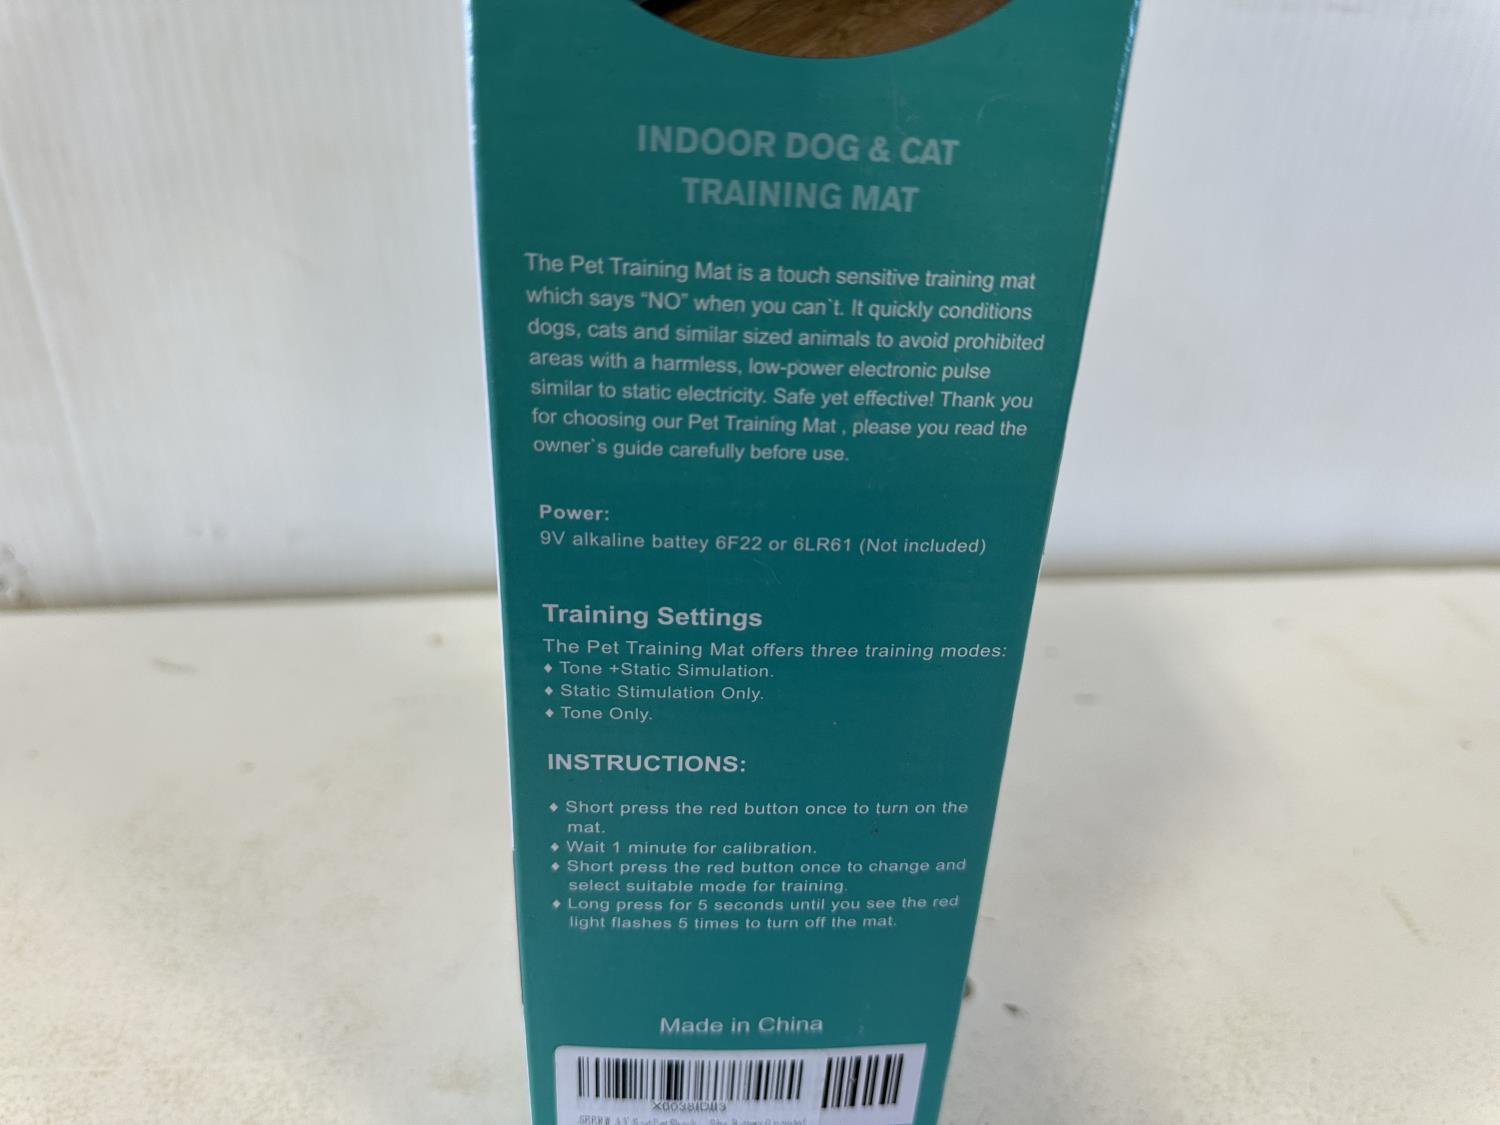 INDOOR DOG & CAT
TRAINING MAT
The Pet Training Mat is a touch sensitive training mat
which says “NO” when you can`t. It quickly conditions
dogs, cats and similar sized animals to avoid prohibited
areas with a harmless, low-power electronic pulse
similar to static electricity. Safe yet effective! Thank you
for choosing our Pet Training Mat , please you read the
owner`s guide carefully before use.
Power:
9V alkaline battey 6F22 or 6LR61 (Not included)
Training Settings
The Pet Training Mat offers three training modes:
♦ Tone +Static Simulation.
♦ Static Stimulation Only.
♦ Tone Only.
INSTRUCTIONS:
♦ Short press the red button once to turn on the
mat.
♦ Wait 1 minute for calibration.
♦ Short press the red button once to change and
select suitable mode for training.
♦ Long press for 5 seconds until you see the red
light flashes 5 times to turn off the mat.
Made in China